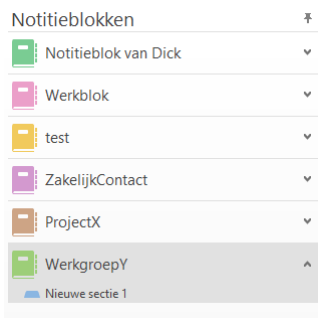 Notitieblokken
Notitieblok van Dick
Werkblok
test
ZakelijkContact
ProjectX
WerkgroepY
Nieuwe sectie 1